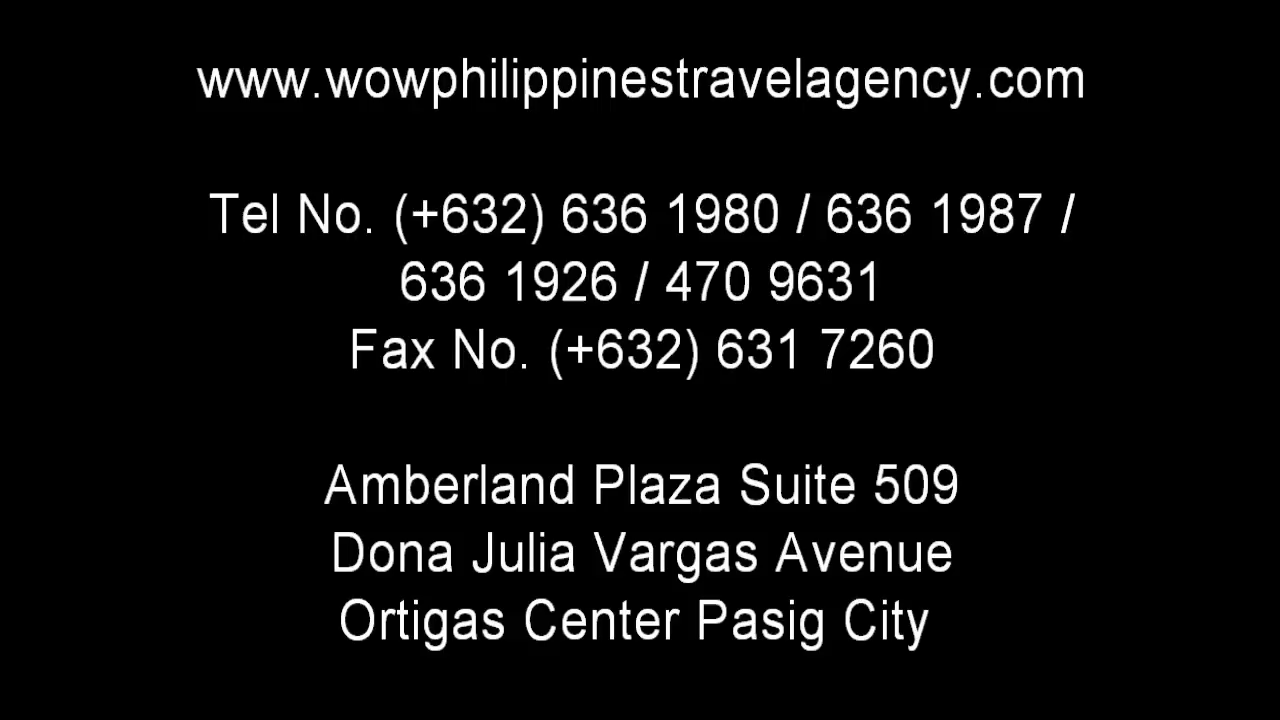 www.wowphilippinestravelagency.com
Tel No. (+632) 636 1980 / 636 1987 /
636 1926 / 470 9631
Fax No. (+632) 631 7260
Amberland Plaza Suite 509
Dona Julia Vargas Avenue
Ortigas Center Pasig City